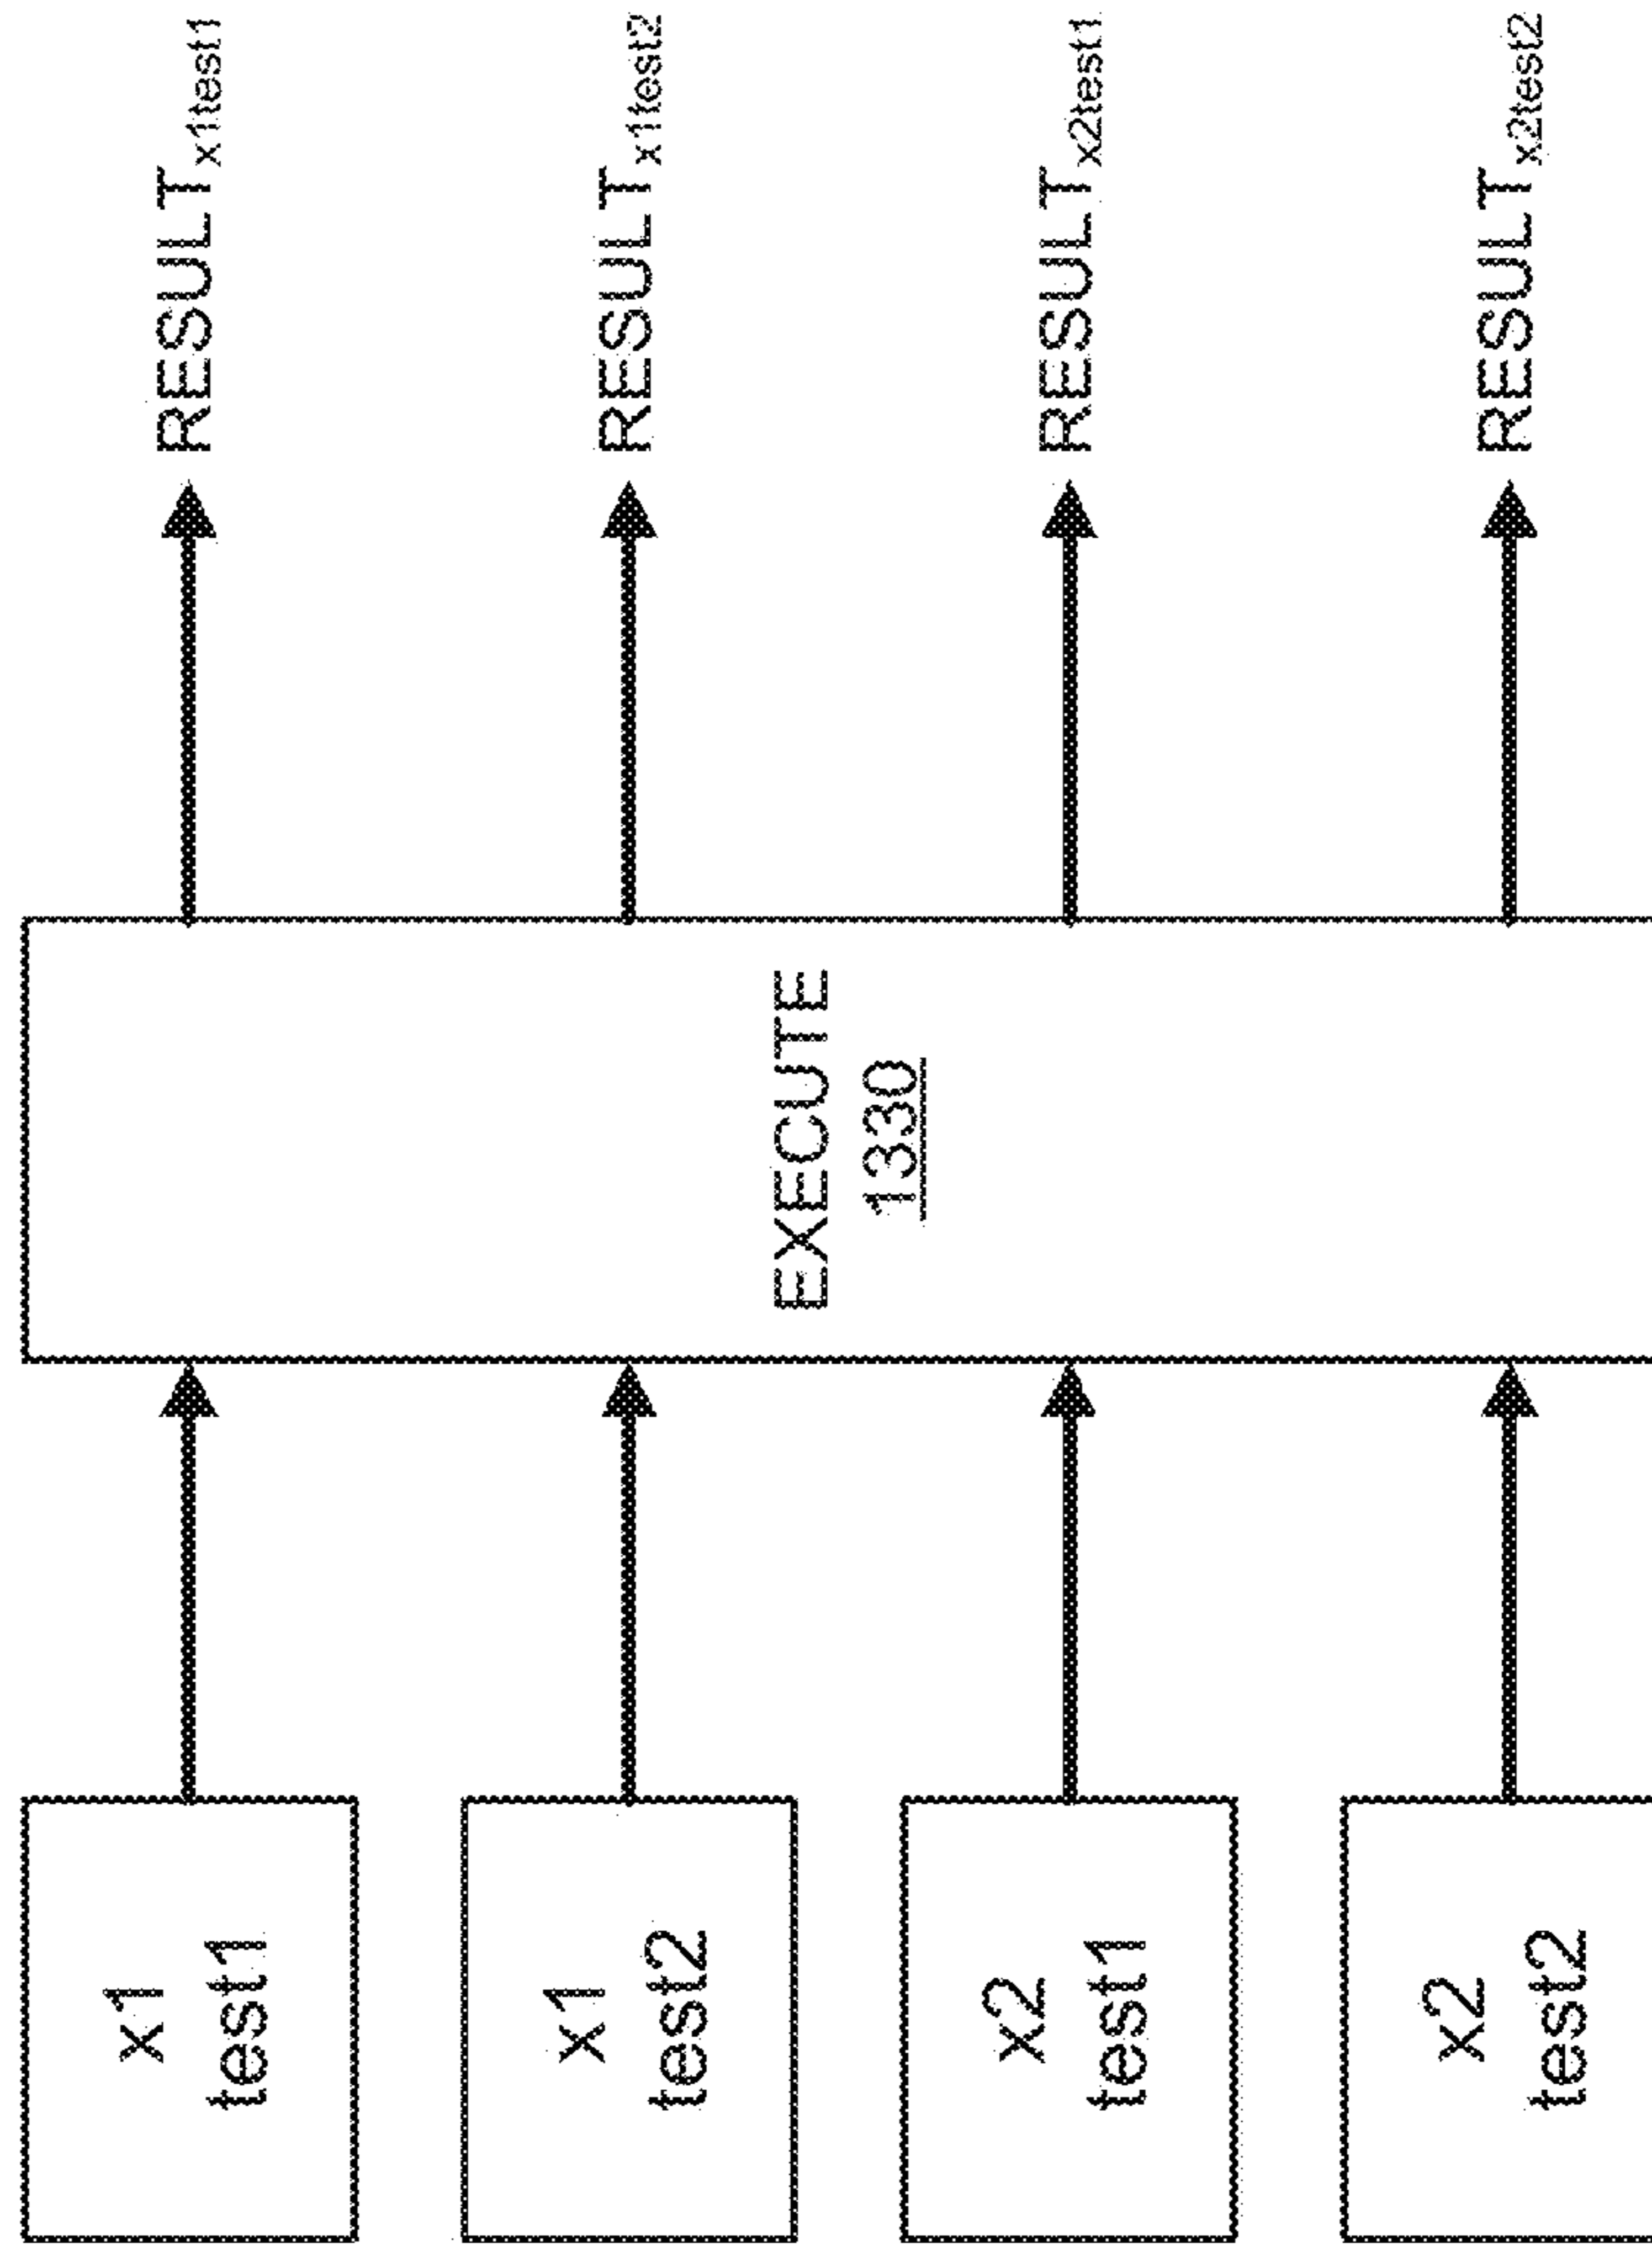 x1
test1
x1
test2
x2
test1
x2
test2
EXECUTE
1330
RESULTx1test1
RESULTx1test2
RESULTx2test1
RESULTx2test2